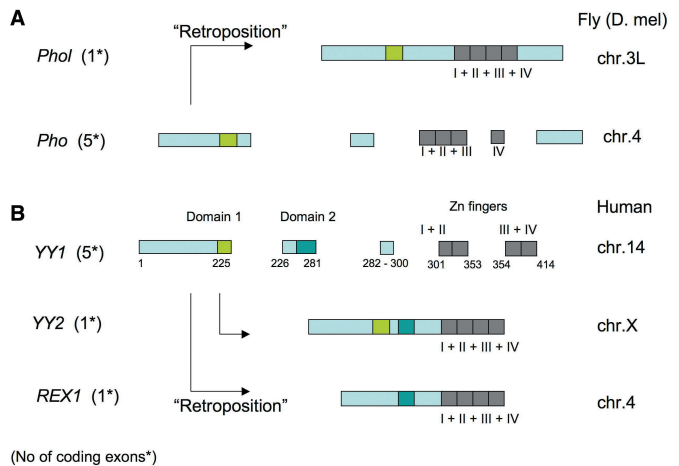 A
Fly (D. mel)
“Retroposition”
PhoI (1*)
chr.3L
I + II + III + IV
Pho (5*)
chr.4
I + II + III
IV
B
Human
Domain 1
Domain 2
Zn fingers
I + II
III + IV
YY1 (5*)
chr.14
1
225
226
281
282 - 300
301
353
354
414
YY2 (1*)
chr.X
I + II + III + IV
REX1 (1*)
chr.4
“Retroposition”
I + II + III + IV
(No of coding exons*)